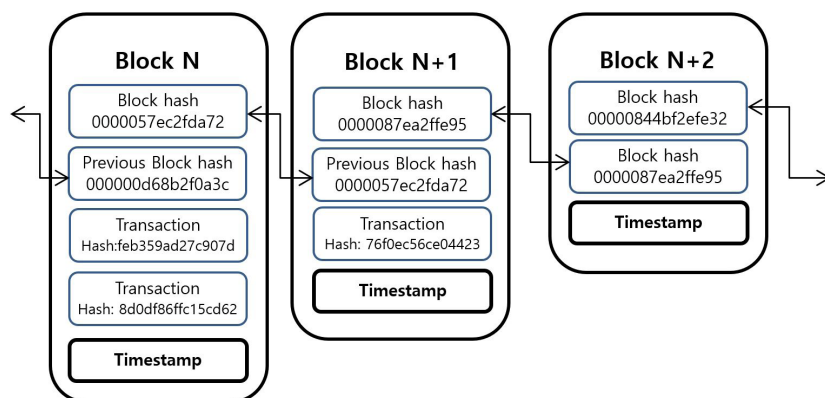 Block N
Block hash
0000057ec2fda72
Previous Block hash
000000d68b2f0a3c
Transaction
Hash:feb359ad27c907d
Transaction
Hash: 8d0df86ffc15cd62
Timestamp
Block N+1
Block hash
0000087ea2ffe95
Previous Block hash
0000057ec2fda72
Transaction
Hash: 76f0ec56ce04423
Timestamp
Block N+2
Block hash
00000844bf2efe32
Block hash
0000087ea2ffe95
Timestamp